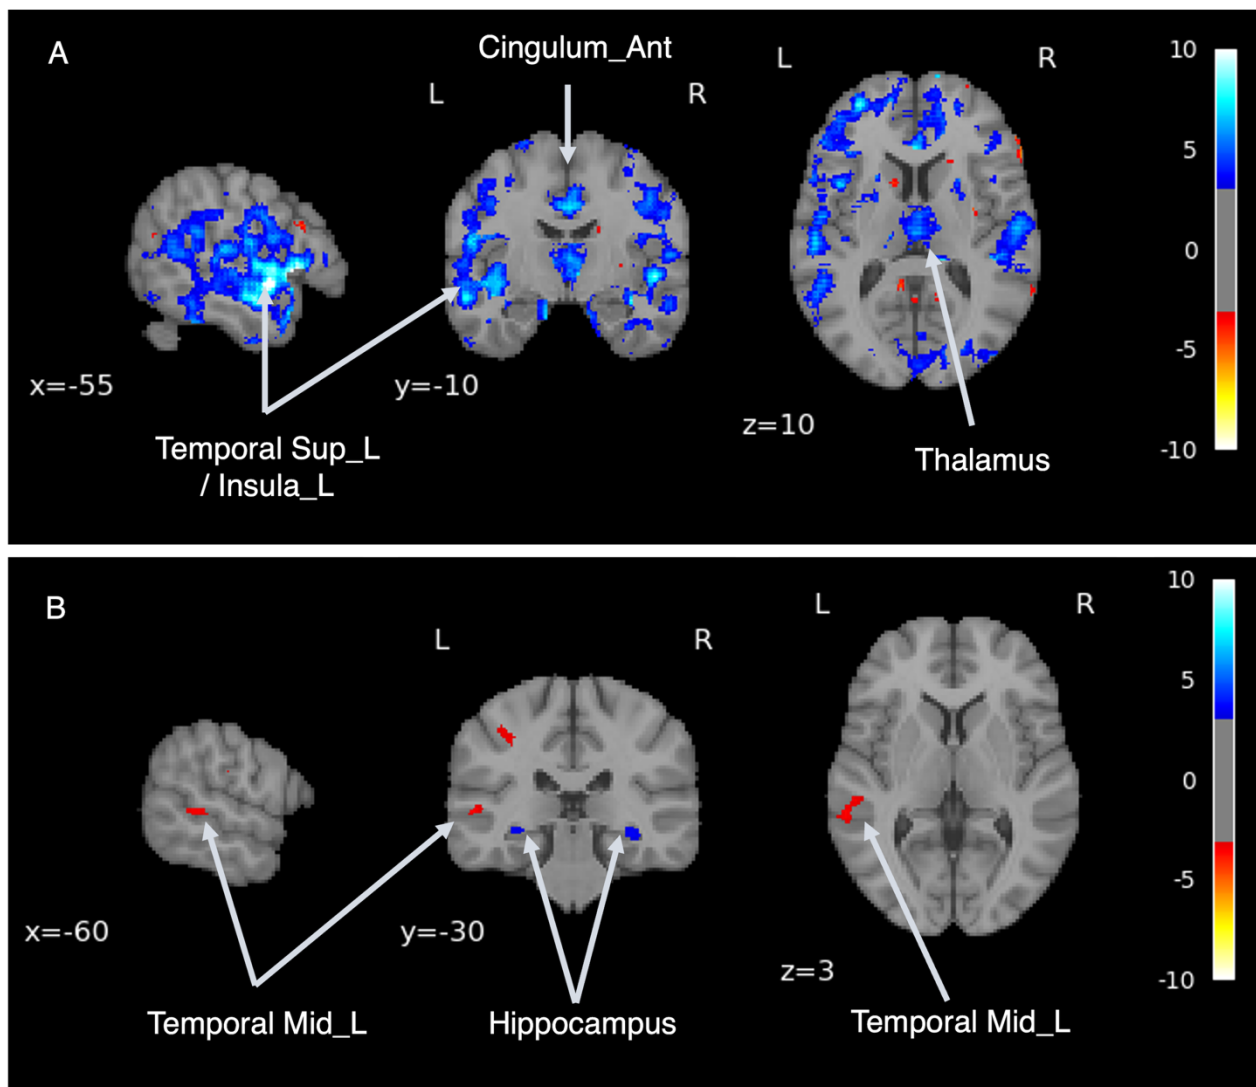 A
Cingulum_Ant
L
R
L
R
10
5
0
-5
-10
x=-55
y=-10
z=10
Temporal Sup_L
/ Insula_L
Thalamus
B
L
R
L
R
10
5
0
-5
-10
x=-60
y=-30
z=3
Temporal Mid_L
Hippocampus
Temporal Mid_L